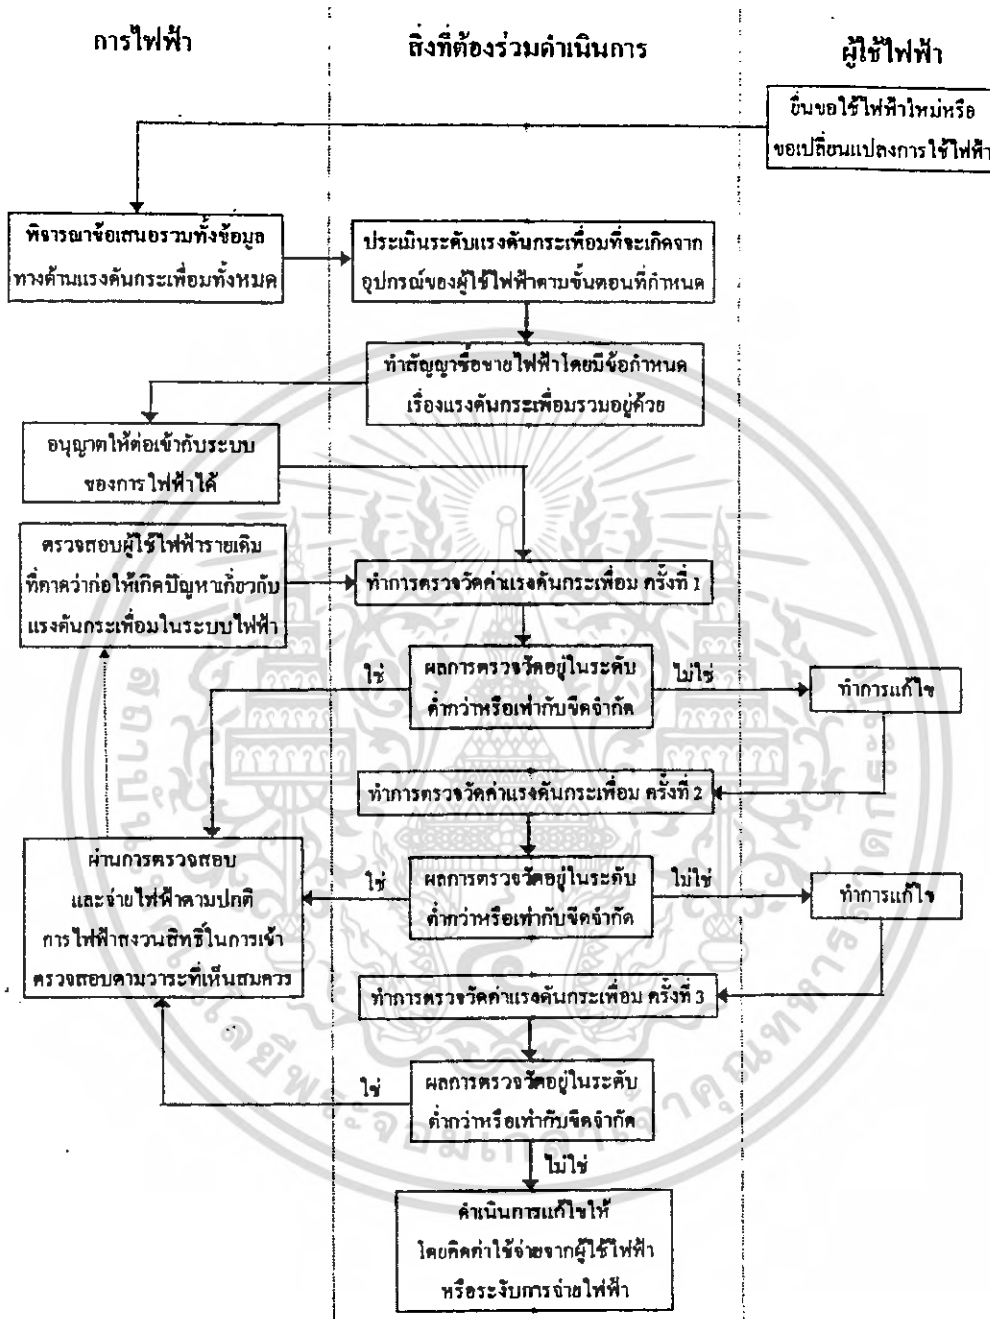 การไฟฟ้า
สิ่งที่ต้องร่วมดำเนินการ
ผู้ใช้ไฟฟ้า
ยื่นขอใช้ไฟฟ้าใหม่หรือ
ขอเปลี่ยนแปลงการใช้ไฟฟ้า
พิจารณาข้อเสนอรวมทั้งข้อมูล
ทางด้านแรงดันกระเพื่อมทั้งหมด
ประเมินระดับแรงดันกระเพื่อมที่จะเกิดจาก
อุปกรณ์ของผู้ใช้ไฟฟ้าตามขั้นตอนที่กำหนด
ทำสัญญาซื้อขายไฟฟ้าโดยมีข้อกำหนด
เรื่องแรงดันกระเพื่อมรวมอยู่ด้วย
อนุญาตให้ต่อเข้ากับระบบ
ของการไฟฟ้าได้
ตรวจสอบผู้ใช้ไฟฟ้ารายเดิม
ที่คาดว่าก่อให้เกิดปัญหาเกี่ยวกับ
แรงดันกระเพื่อมในระบบไฟฟ้า
ทำการตรวจวัดค่าแรงดันกระเพื่อม ครั้งที่ 1
ใช่
ผลการตรวจวัดอยู่ในระดับ
ต่ำกว่าหรือเท่ากับขีดจำกัด
ไม่ใช่
ทำการแก้ไข
ทำการตรวจวัดค่าแรงดันกระเพื่อม ครั้งที่ 2
ผ่านการตรวจสอบ
และจ่ายไฟฟ้าตามปกติ
การไฟฟ้าสงวนสิทธิ์ในการเข้า
ตรวจสอบตามวาระที่เห็นสมควร
ใช่
ผลการตรวจวัดอยู่ในระดับ
ต่ำกว่าหรือเท่ากับขีดจำกัด
ไม่ใช่
ทำการแก้ไข
ทำการตรวจวัดค่าแรงดันกระเพื่อม ครั้งที่ 3
ใช่
ผลการตรวจวัดอยู่ในระดับ
ต่ำกว่าหรือเท่ากับขีดจำกัด
ไม่ใช่
ดำเนินการแก้ไขให้
โดยคิดค่าใช้จ่ายจากผู้ใช้ไฟฟ้า
หรือระงับการจ่ายไฟฟ้า